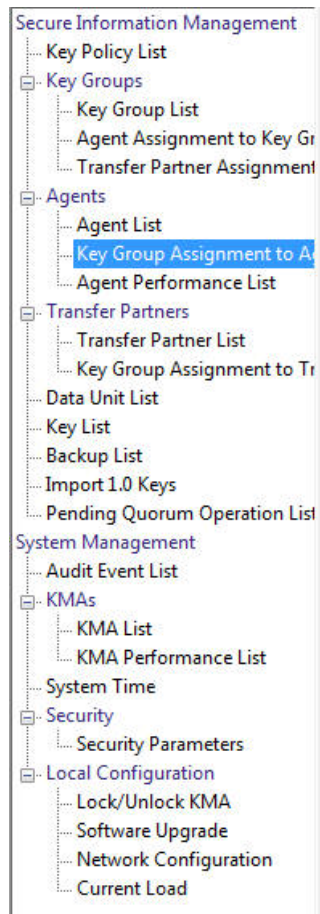 Secure Information Management
Key Policy List
Key Groups
Key Group List
Agent Assignment to Key Gr
Transfer Partner Assignment
Agents
Agent List
Key Group Assignment to A
Agent Performance List
Transfer Partners
Transfer Partner List
Key Group Assignment to Tr
Data Unit List
Key List
Backup List
Import 1.0 Keys
Pending Quorum Operation List
System Management
Audit Event List
KMAs
KMA List
KMA Performance List
System Time
Security
Security Parameters
Local Configuration
Lock/Unlock KMA
Software Upgrade
Network Configuration
Current Load